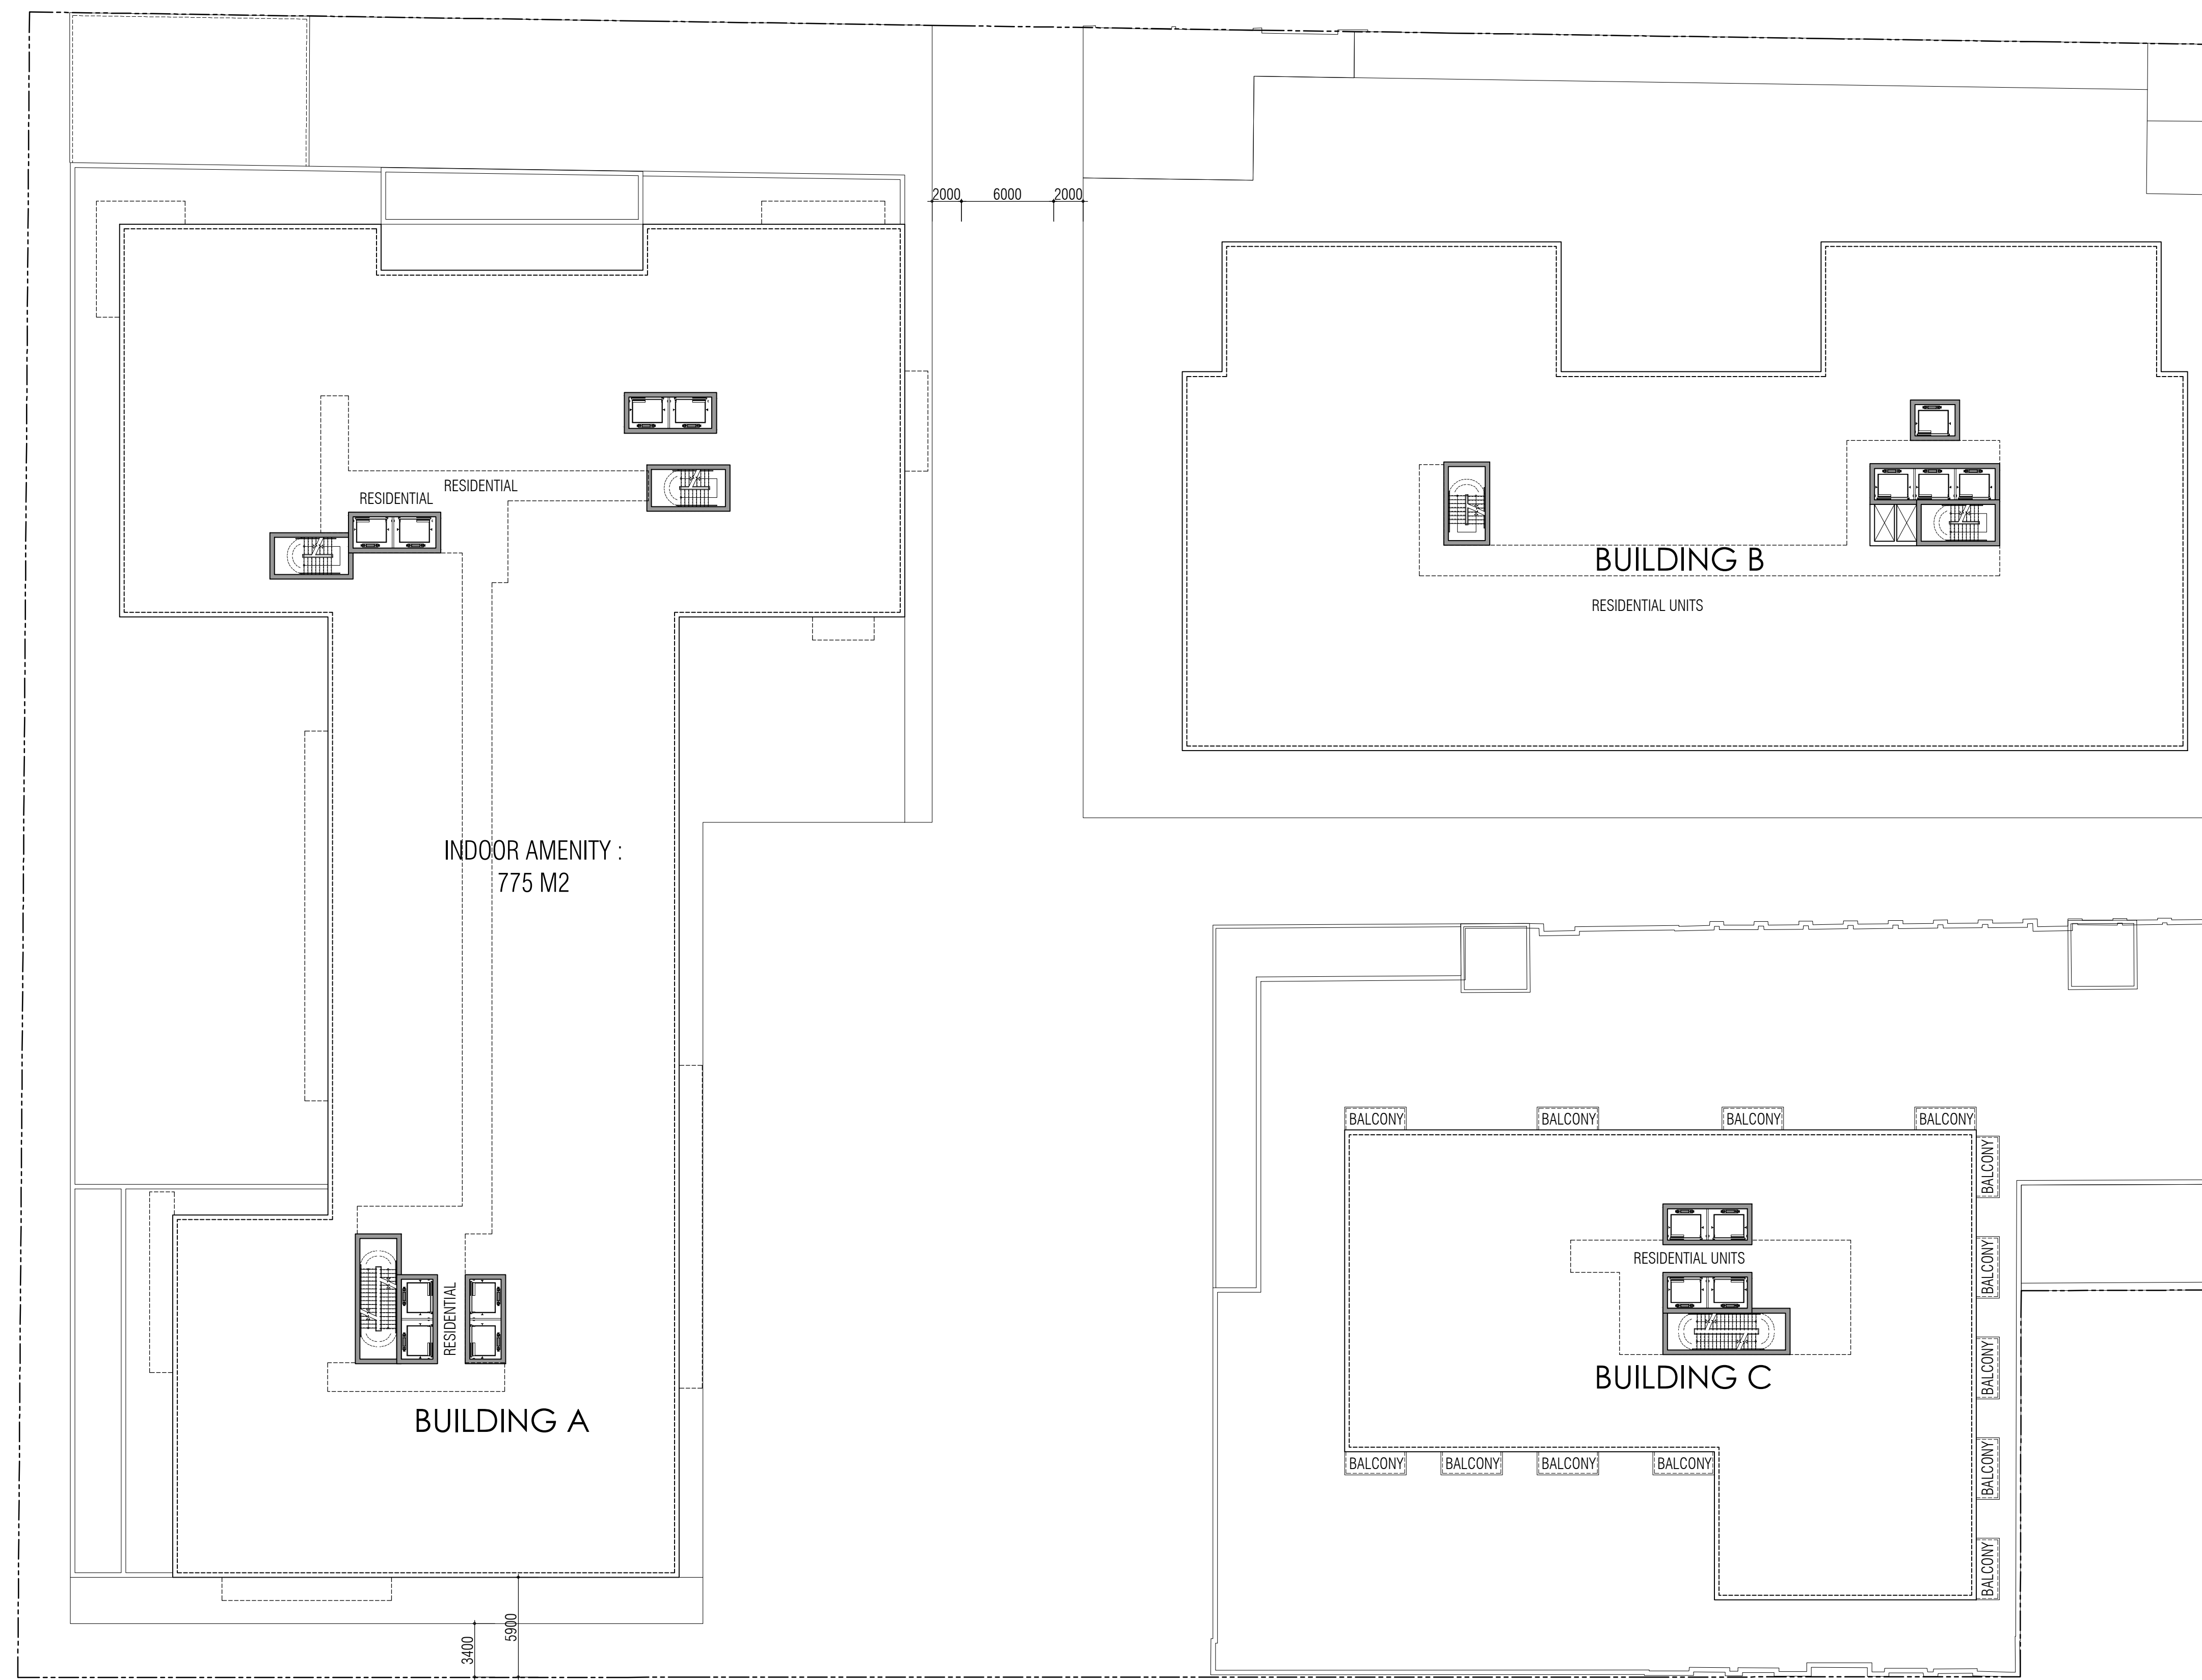 2000
6000
2000
RESIDENTIAL
RESIDENTIAL
BUILDING B
RESIDENTIAL UNITS
INDOOR AMENITY :
775 M2
BALCONY
BALCONY
BALCONY
BALCONY
BALCONY
BALCONY
RESIDENTIAL UNITS
RESIDENTIAL
BALCONY
BUILDING C
BUILDING A
BALCONY
BALCONY
BALCONY
BALCONY
BALCONY
BALCONY
5900
3400